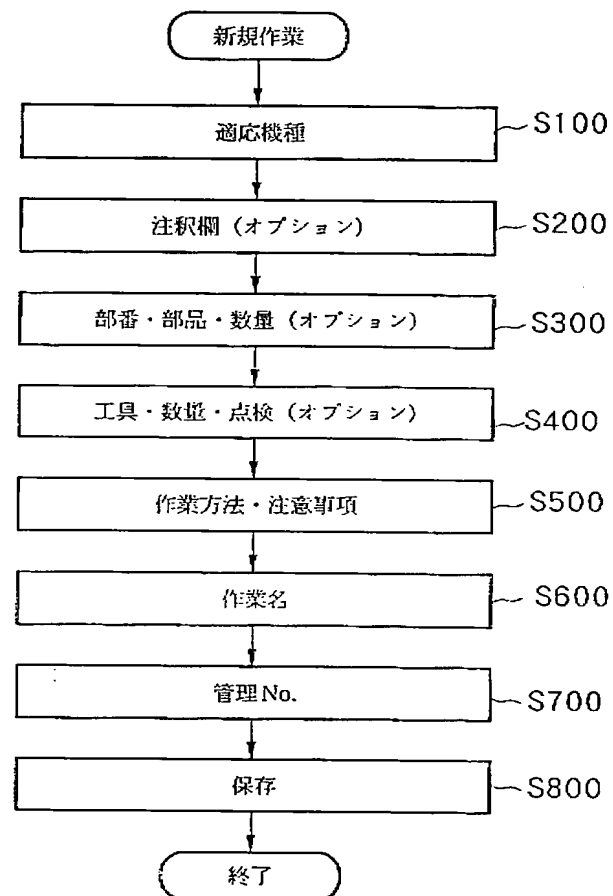 新規作業
適応機種 S100
注釈欄 (オプション) S200
部番・部品・数量 (オプション) S300
工具・数量・点検 (オプション) S400
作業方法・注意事項 S500
作業名 S600
管理No. S700
保存 S800
終了